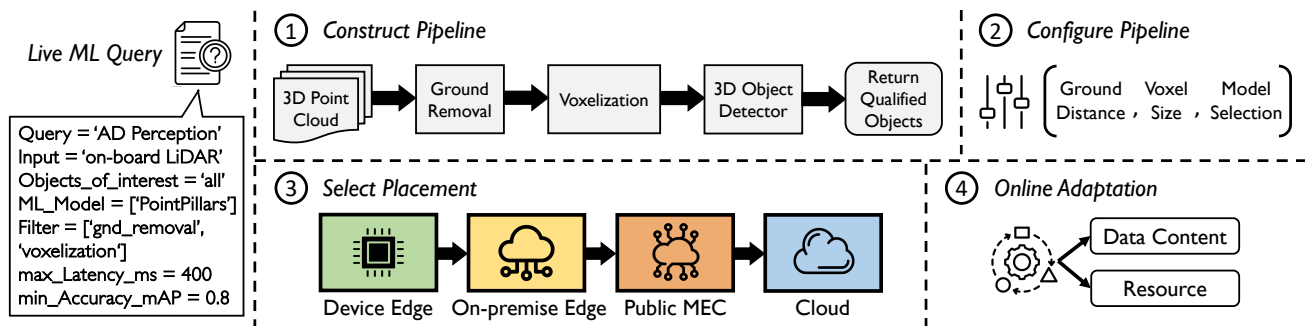 Live ML Query
?
Query = ‘AD Perception’
Input = ‘on-board LiDAR’
Objects_of_interest = ‘all’
ML_Model = [‘PointPillars’]
Filter = [‘gnd_removal’,
‘voxelization‘]
max_Latency_ms = 400
min_Accuracy_mAP = 0.8
1 Construct Pipeline
3D Point
Cloud
Ground
Removal
Voxelization
3D Object
Detector
Return
Qualified
Objects
2 Configure Pipeline
Ground
Distance ,
Voxel
Size ,
Model
Selection
3 Select Placement
Device Edge
On-premise Edge
Public MEC
Cloud
4 Online Adaptation
Data Content
Resource